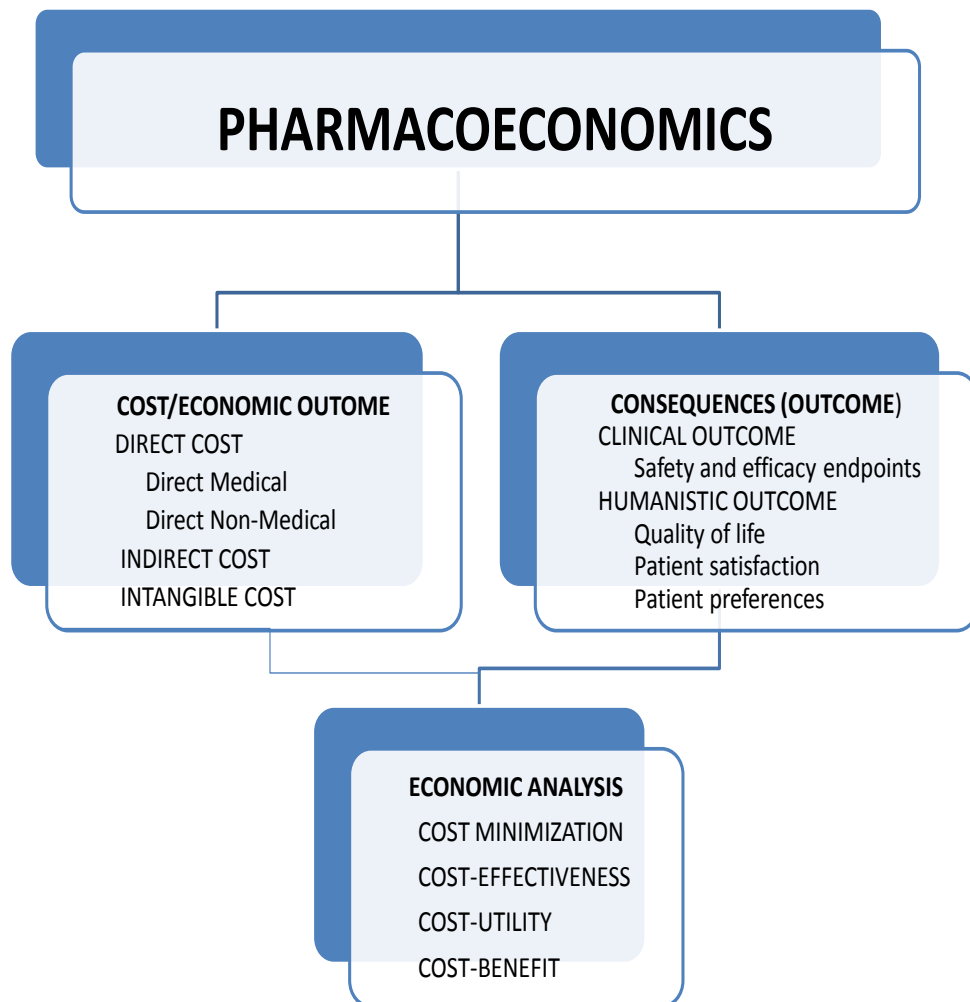 PHARMACOECONOMICS
COST/ECONOMIC OUTOME
DIRECT COST
Direct Medical
Direct Non-Medical
INDIRECT COST
INTANGIBLE COST
CONSEQUENCES (OUTCOME)
CLINICAL OUTCOME
Safety and efficacy endpoints
HUMANISTIC OUTCOME
Quality of life
Patient satisfaction
Patient preferences
ECONOMIC ANALYSIS
COST MINIMIZATION
COST-EFFECTIVENESS
COST-UTILITY
COST-BENEFIT